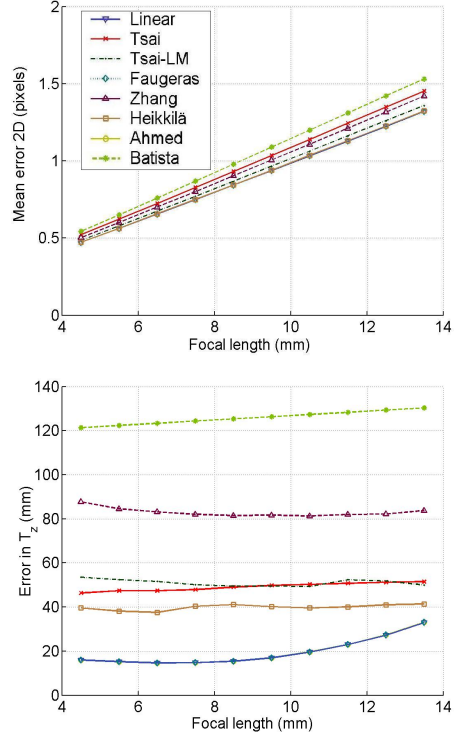 Linear
Tsai
Tsai-LM
Faugeras
Zhang
Heikkilä
Ahmed
Batista
Mean error 2D (pixels)
2
1.5
1
0.5
0
4 6 8 10 12 14
Focal length (mm)
Error in Tz (mm)
140
120
100
80
60
40
20
0
4 6 8 10 12 14
Focal length (mm)